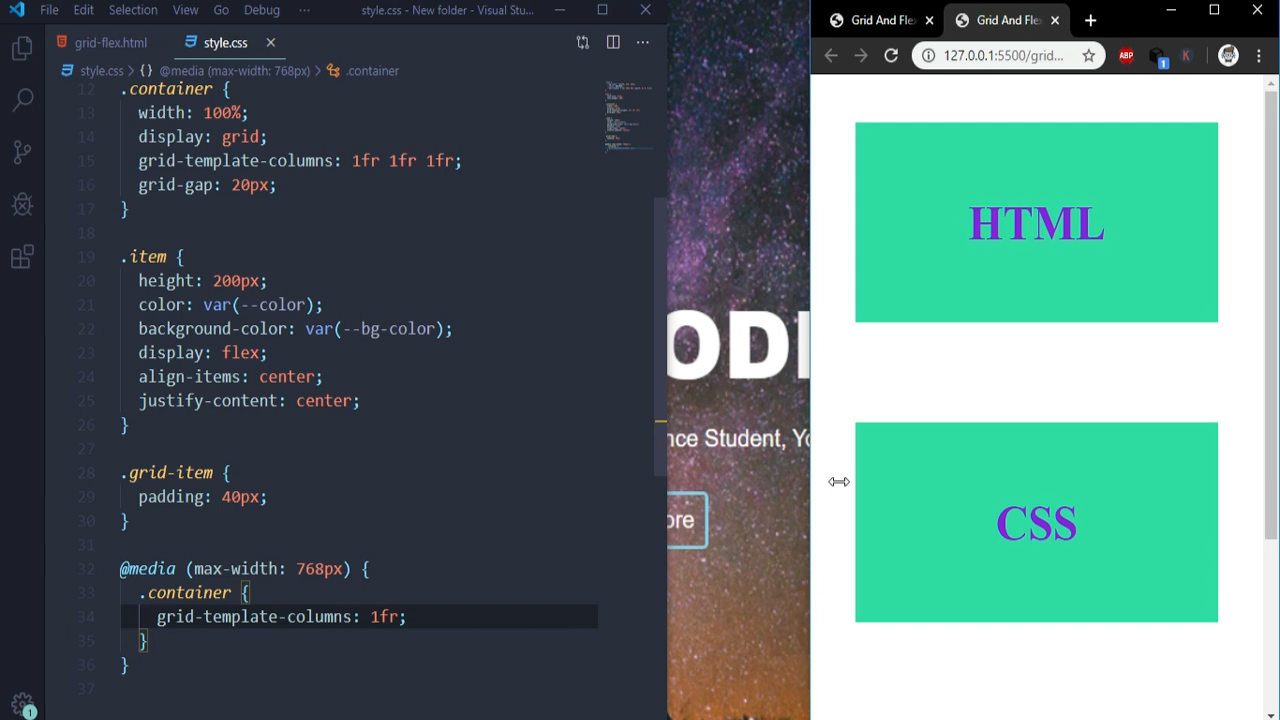 File Edit Selection View Go Debug ··· style.css - New folder - Visual Stu...
grid-flex.html style.css
style.css > {} @media (max-width: 768px) > .container
12 .container {
13 width: 100%;
14 display: grid;
15 grid-template-columns: 1fr 1fr 1fr;
16 grid-gap: 20px;
17 }
18
19 .item {
20 height: 200px;
21 color: var(--color);
22 background-color: var(--bg-color);
23 display: flex;
24 align-items: center;
25 justify-content: center;
26 }
27
28 .grid-item {
29 padding: 40px;
30 }
31
32 @media (max-width: 768px) {
33 .container {
34 grid-template-columns: 1fr;
35 }
36 }
37
1
ODI
nce Student, Yo
ore
Grid And Fle Grid And Fle
127.0.0.1:5500/grid... ABP 1 K
HTML
CSS